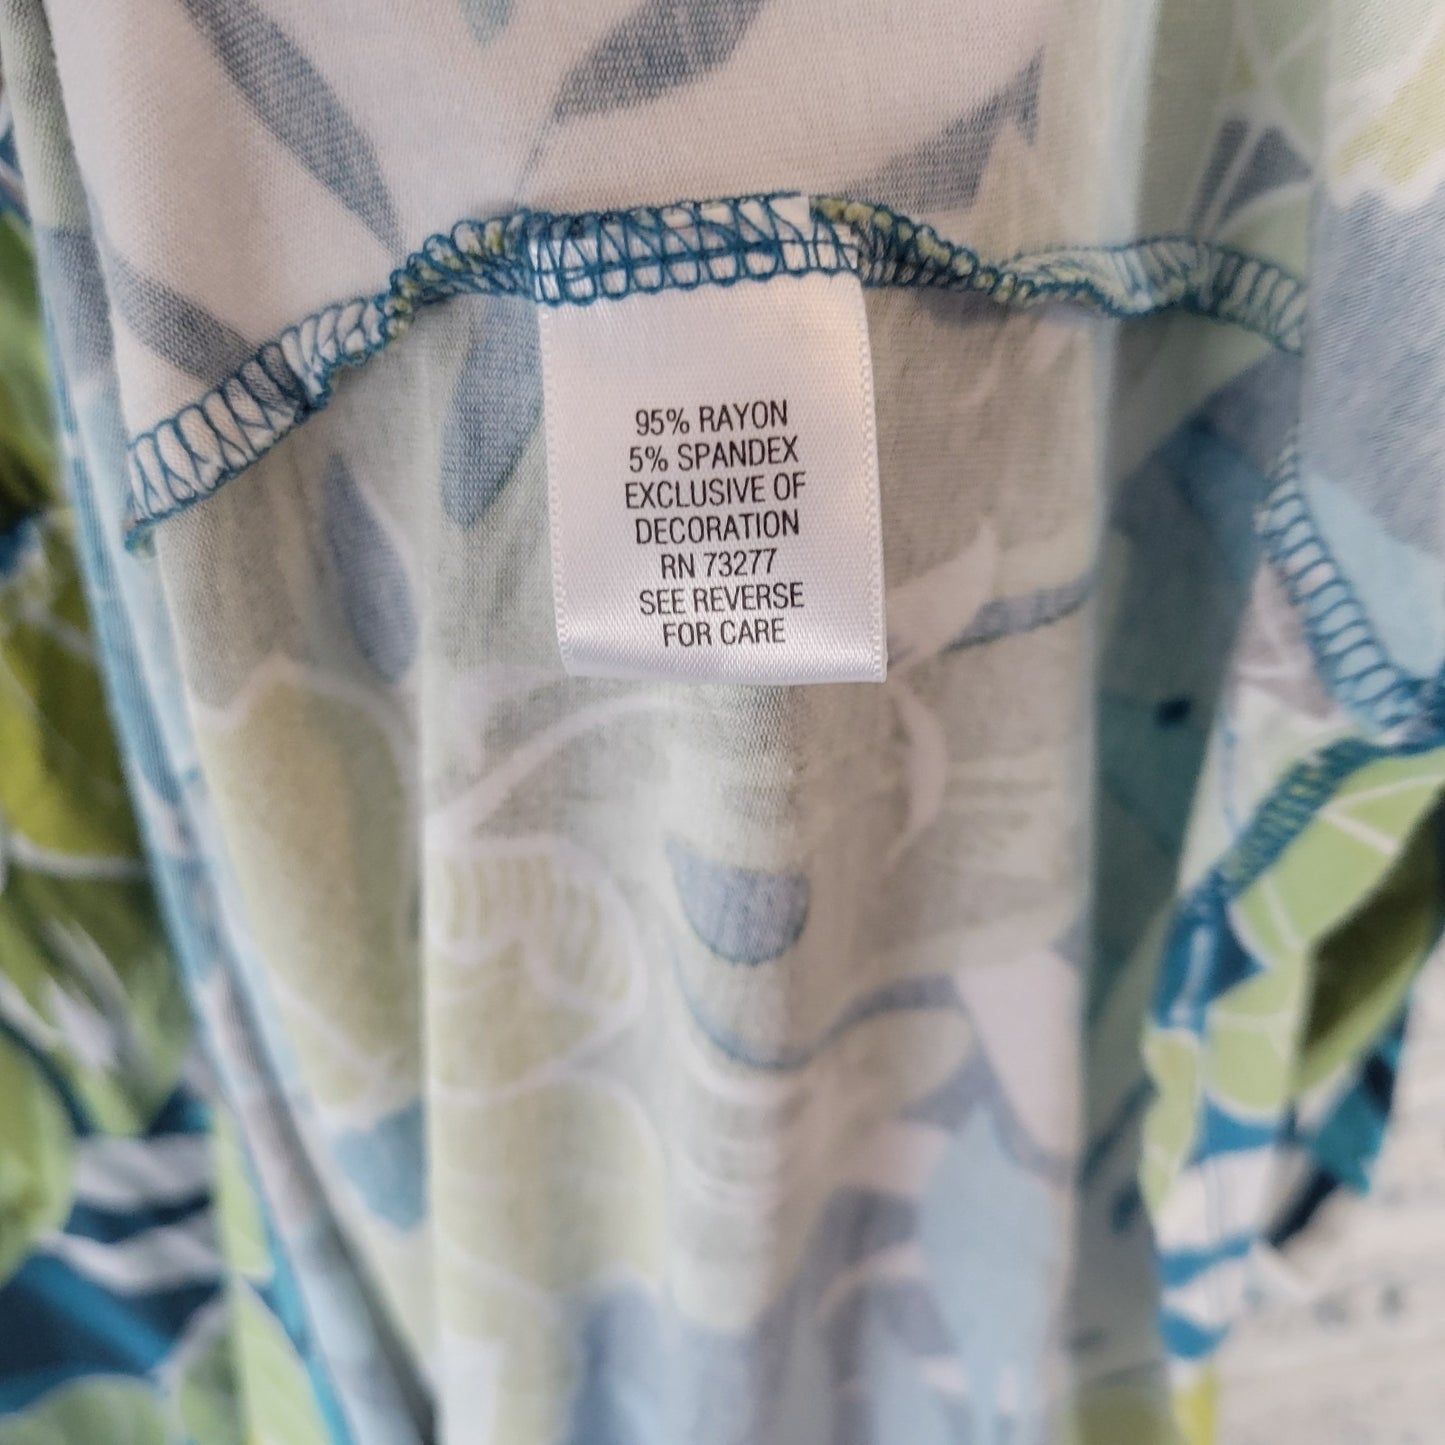 95% RAYON
5% SPANDEX
EXCLUSIVE OF
DECORATION
RN 73277
SEE REVERSE
FOR CARE